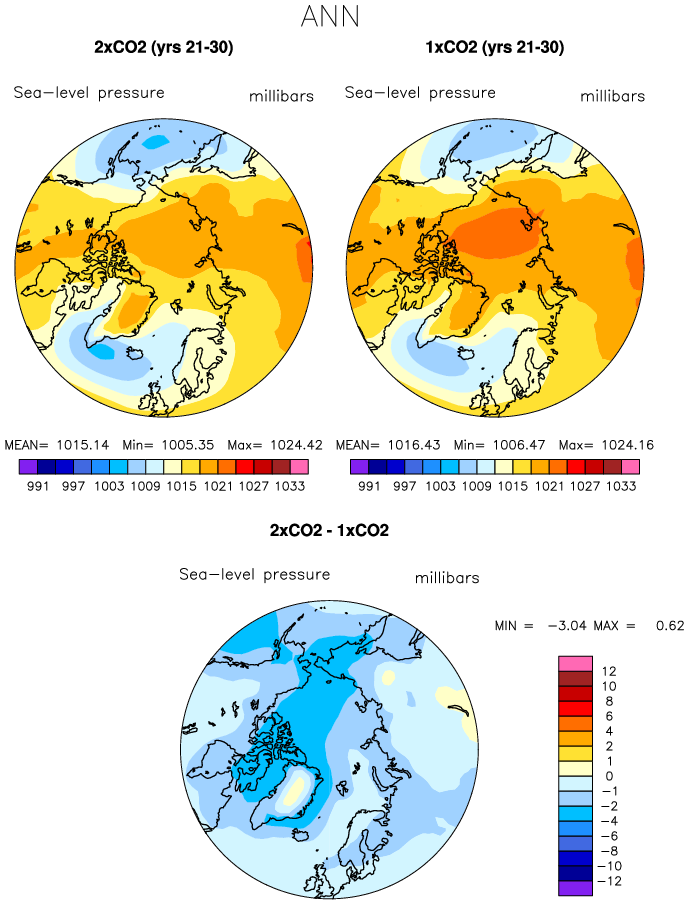 ANN
2xCO2 (yrs 21-30)
1xCO2 (yrs 21-30)
Sea-level pressure millibars
Sea-level pressure millibars
MEAN= 1015.14 Min= 1005.35 Max= 1024.42
MEAN= 1016.43 Min= 1006.47 Max= 1024.16
991 997 1003 1009 1015 1021 1027 1033
991 997 1003 1009 1015 1021 1027 1033
2xCO2 - 1xCO2
Sea-level pressure millibars
MIN = -3.04 MAX = 0.62
12
10
8
6
4
2
1
0
-1
-2
-4
-6
-8
-10
-12